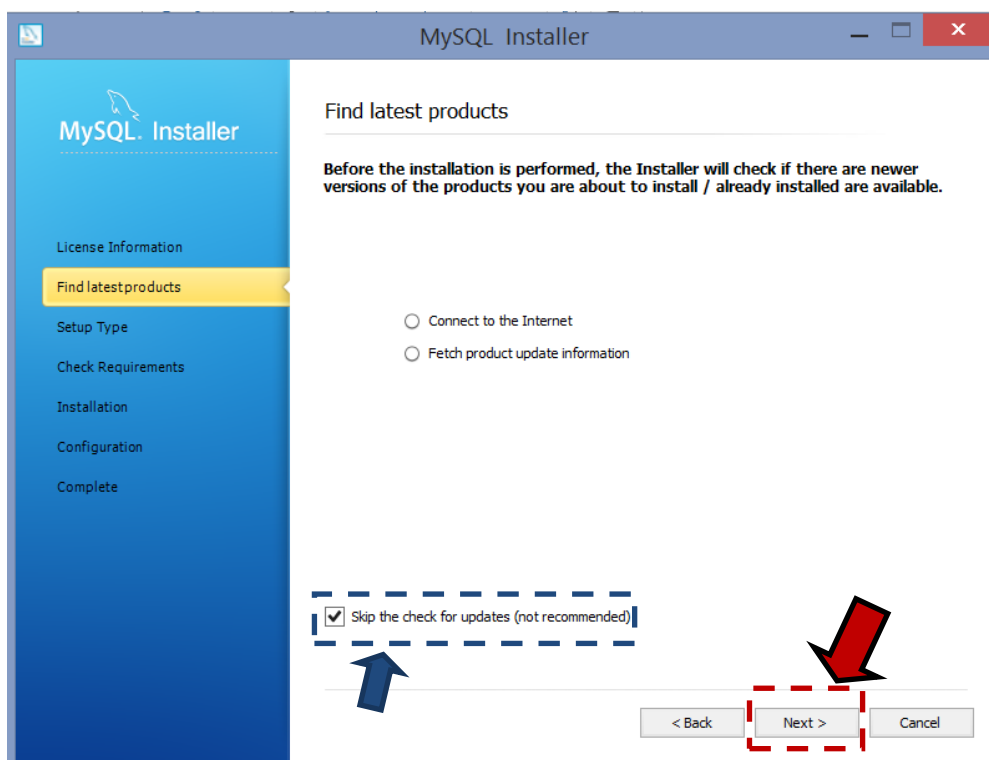 MySQL Installer
MySQL. Installer
License Information
Find latest products
Setup Type
Check Requirements
Installation
Configuration
Complete
Find latest products
Before the installation is performed, the Installer will check if there are newer
versions of the products you are about to install / already installed are available.
Connect to the Internet
Fetch product update information
Skip the check for updates (not recommended)
< Back
Next >
Cancel